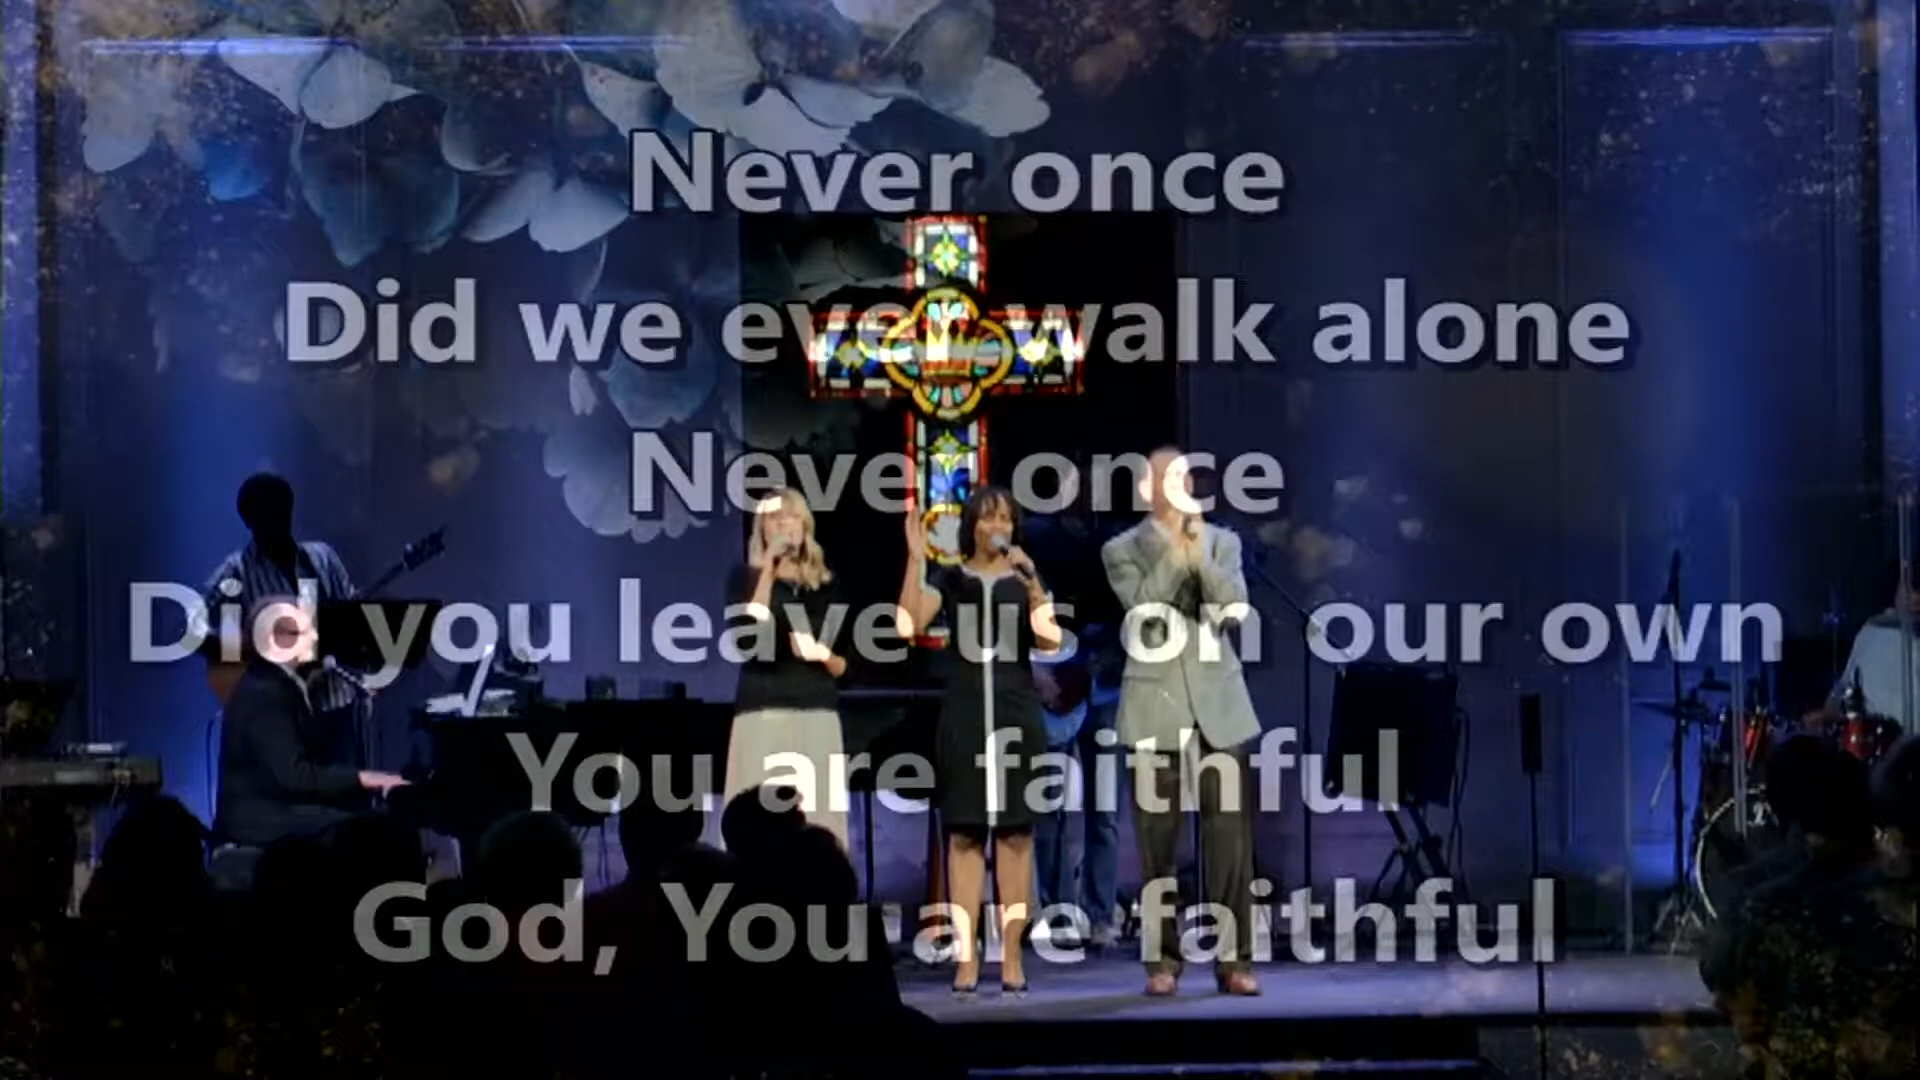 Never once
Did we ever walk alone
Never once
Did you leave us on our own
You are faithful
God, You are faithful